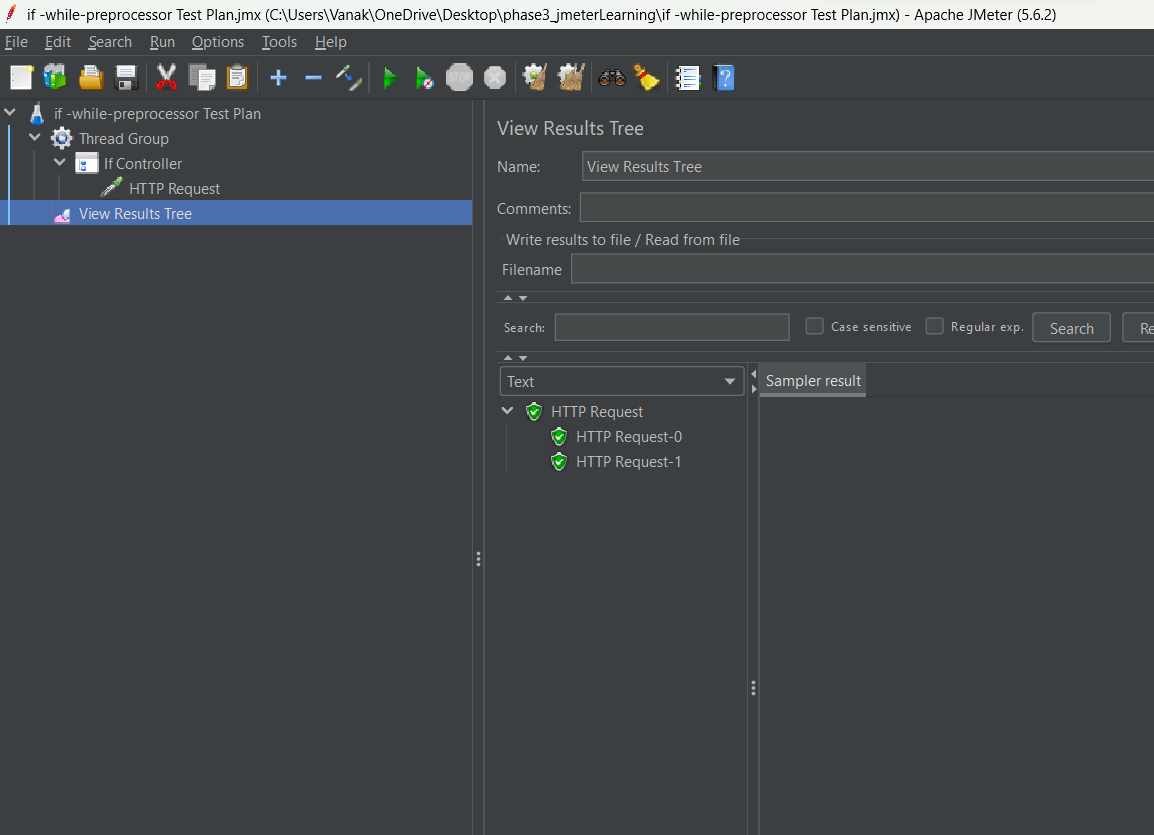 if -while-preprocessor Test Plan.jmx (C:\Users\Vanak\OneDrive\Desktop\phase3_jmeterLearning\if -while-preprocessor Test Plan.jmx) - Apache JMeter (5.6.2)
File Edit Search Run Options Tools Help
STOP
if -while-preprocessor Test Plan
Thread Group
If Controller
HTTP Request
View Results Tree
View Results Tree
Name: View Results Tree
Comments:
Write results to file / Read from file
Filename
Search: Case sensitive Regular exp. Search Re
Text
Sampler result
HTTP Request
HTTP Request-0
HTTP Request-1